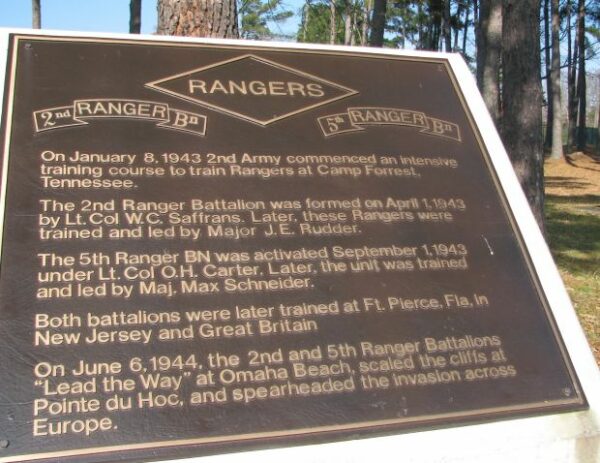 RANGERS
2nd RANGER Bn
5th RANGER Bn
On January 8, 1943 2nd Army commenced an intensive
training course to train Rangers at Camp Forrest,
Tennessee.
The 2nd Ranger Battalion was formed on April 1, 1943
by Lt. Col W.C. Saffrans. Later, these Rangers were
trained and led by Major J.E. Rudder.
The 5th Ranger BN was activated September 1, 1943
under Lt. Col O.H. Carter. Later, the unit was trained
and led by Maj. Max Schneider.
Both battalions were later trained at Ft. Pierce, Fla, in
New Jersey and Great Britain
On June 6, 1944, the 2nd and 5th Ranger Battalions
“Lead the Way” at Omaha Beach, scaled the cliffs at
Pointe du Hoc, and spearheaded the invasion across
Europe.